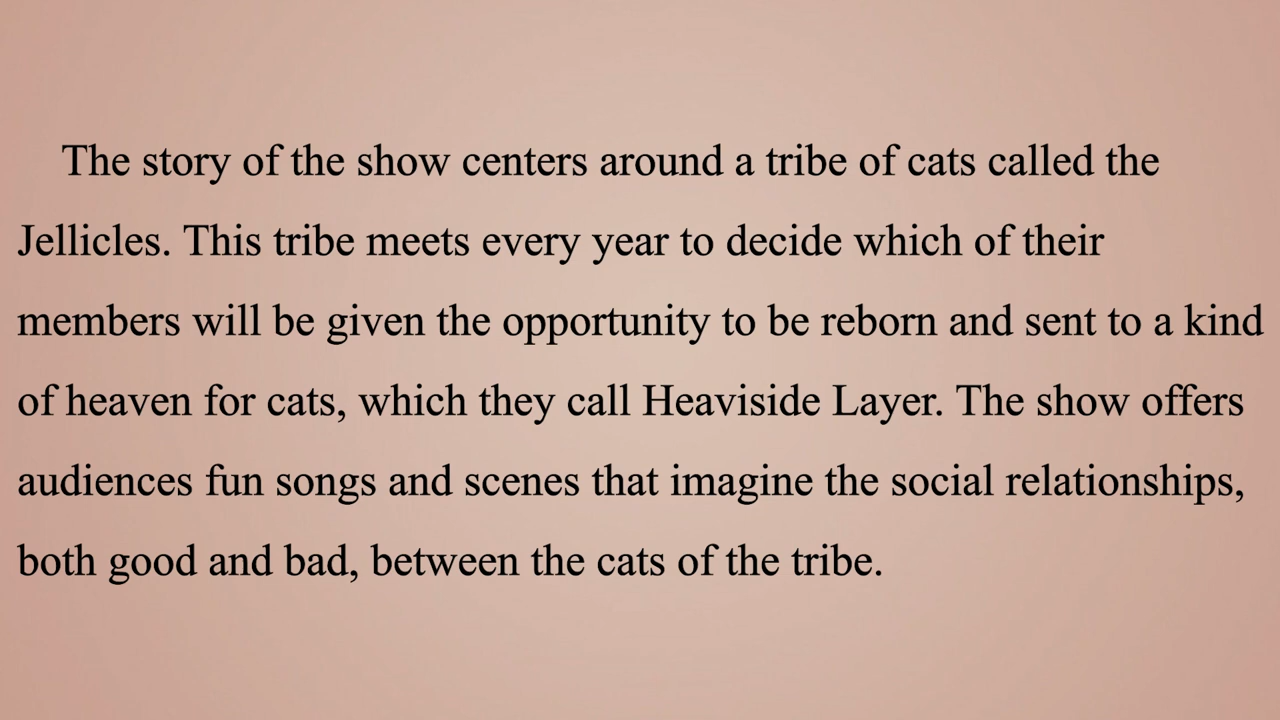 The story of the show centers around a tribe of cats called the
Jellicles. This tribe meets every year to decide which of their
members will be given the opportunity to be reborn and sent to a kind
of heaven for cats, which they call Heaviside Layer. The show offers
audiences fun songs and scenes that imagine the social relationships,
both good and bad, between the cats of the tribe.